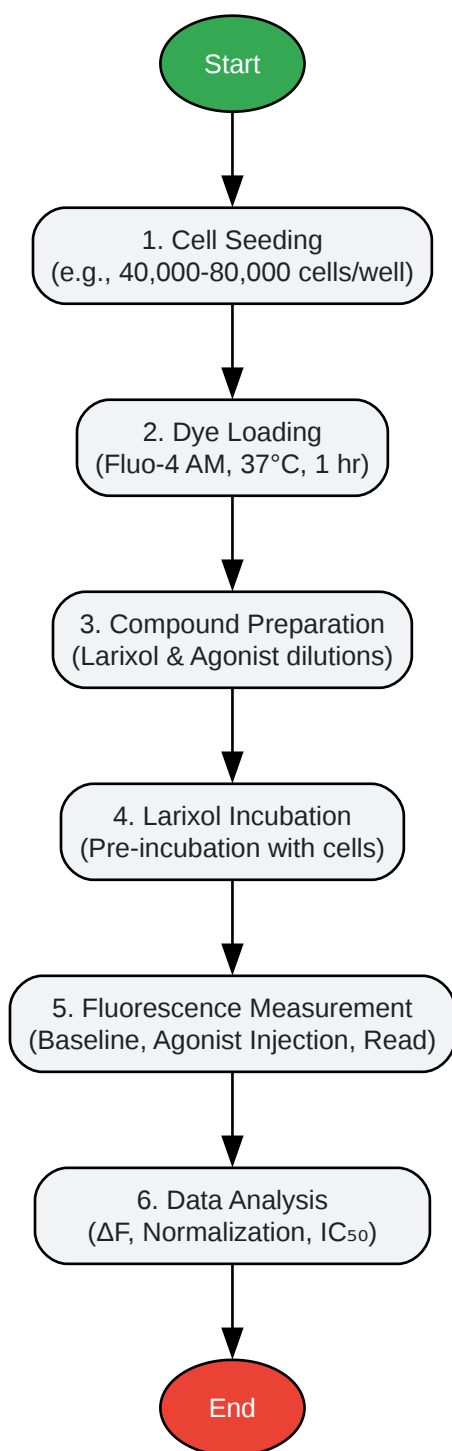 Start
1. Cell Seeding
(e.g., 40,000-80,000 cells/well)
2. Dye Loading
(Fluo-4 AM, 37°C, 1 hr)
3. Compound Preparation
(Larixol & Agonist dilutions)
4. Larixol Incubation
(Pre-incubation with cells)
5. Fluorescence Measurement
(Baseline, Agonist Injection, Read)
6. Data Analysis
(ΔF, Normalization, IC₅₀)
End